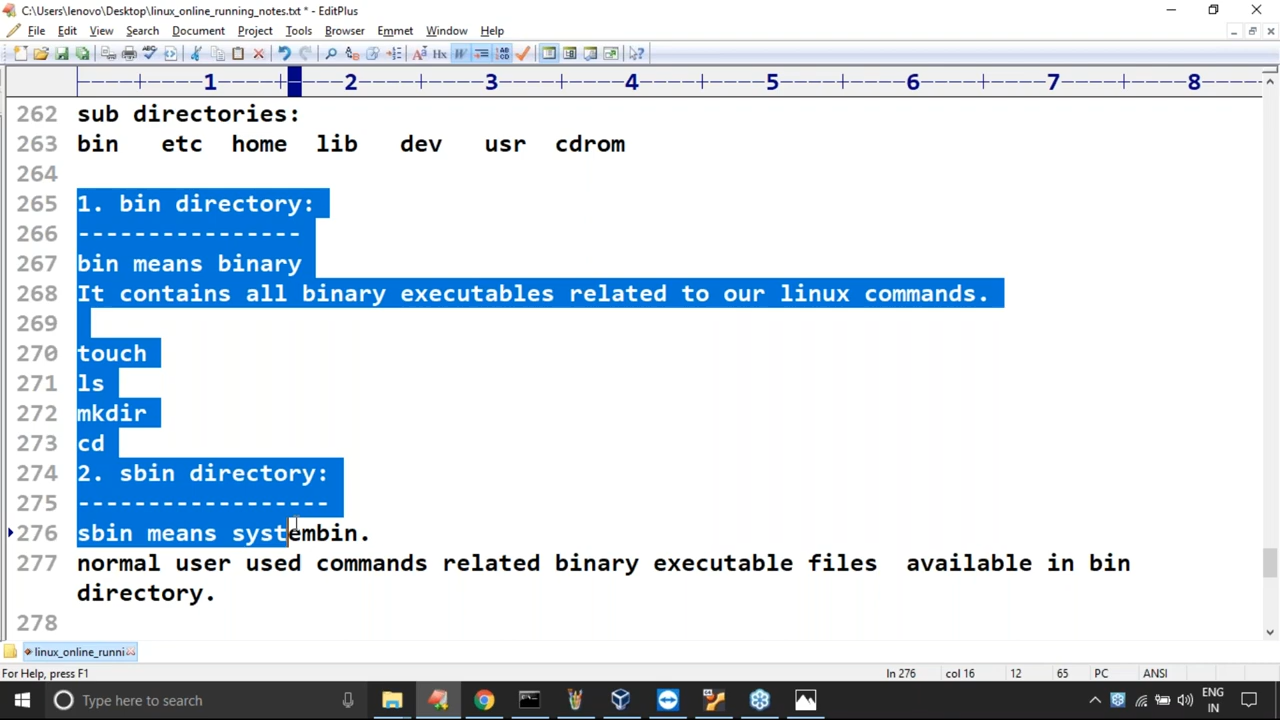 C:\Users\lenovo\Desktop\linux_online_running_notes.txt * - EditPlus
File Edit View Search Document Project Tools Browser Emmet Window Help
1 2 3 4 5 6 7 8
262 sub directories:
263 bin etc home lib dev usr cdrom
264
265 1. bin directory:
266 ----------------
267 bin means binary
268 It contains all binary executables related to our linux commands.
269
270 touch
271 ls
272 mkdir
273 cd
274 2. sbin directory:
275 ------------------
276 sbin means systembin.
277 normal user used commands related binary executable files  available in bin
directory.
278
linux_online_runni
For Help, press F1 ln 276 col 16 12 65 PC ANSI
Type here to search ENG
IN